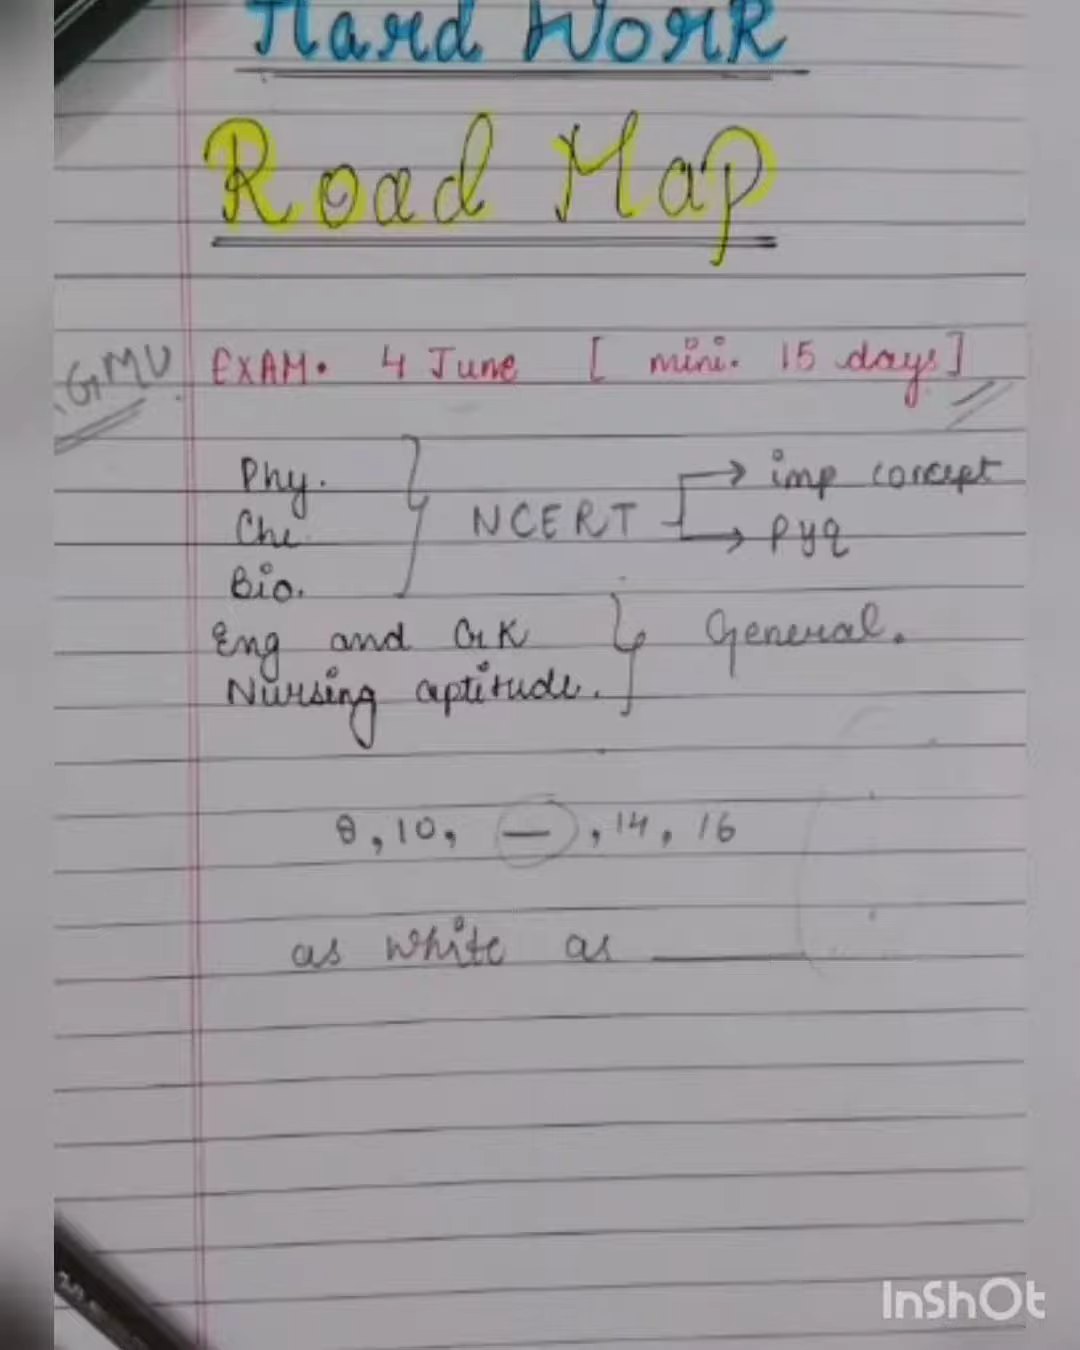 Hard Work
Road Map
GMU
EXAM. 4 June [ mini. 15 days ]
Phy.
Che.
Bio.
NCERT
imp concept
PYQ
Eng and GK
Nursing aptitude.
General.
8, 10, — , 14, 16
as white as ______
InShOt